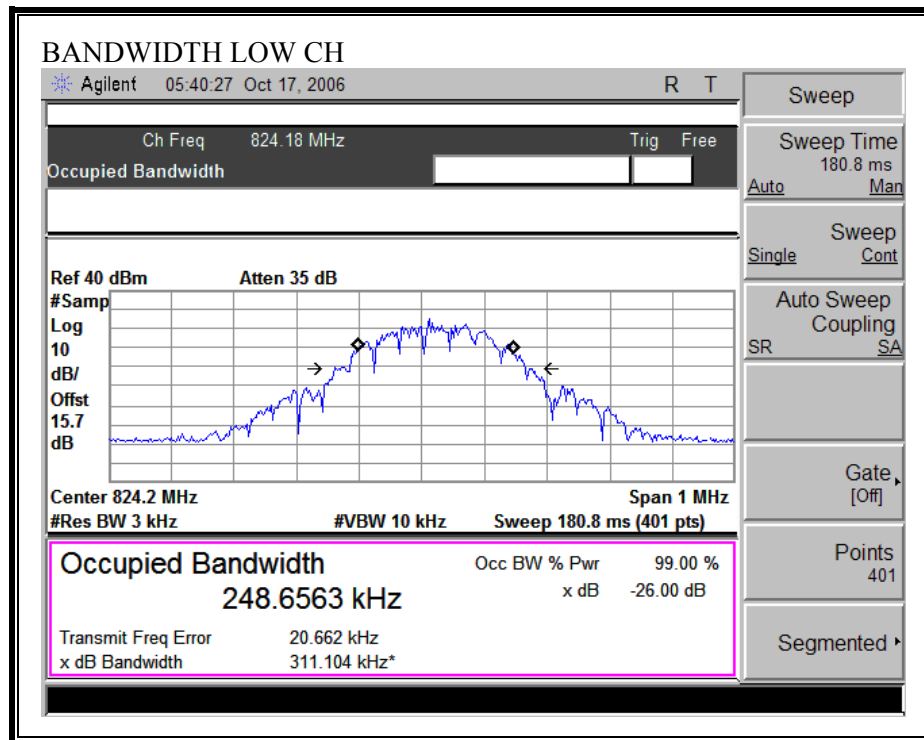 BANDWIDTH LOW CH
Agilent 05:40:27 Oct 17, 2006 R T
Ch Freq 824.18 MHz Trig Free
Occupied Bandwidth
Ref 40 dBm Atten 35 dB
#Samp
Log
10
dB/
Offst
15.7
dB
Center 824.2 MHz Span 1 MHz
#Res BW 3 kHz #VBW 10 kHz Sweep 180.8 ms (401 pts)
Occupied Bandwidth Occ BW % Pwr 99.00 %
248.6563 kHz x dB -26.00 dB
Transmit Freq Error 20.662 kHz
x dB Bandwidth 311.104 kHz*
Sweep
Sweep Time
180.8 ms
Auto Man
Sweep
Single Cont
Auto Sweep
Coupling
SR SA
Gate
[Off]
Points
401
Segmented